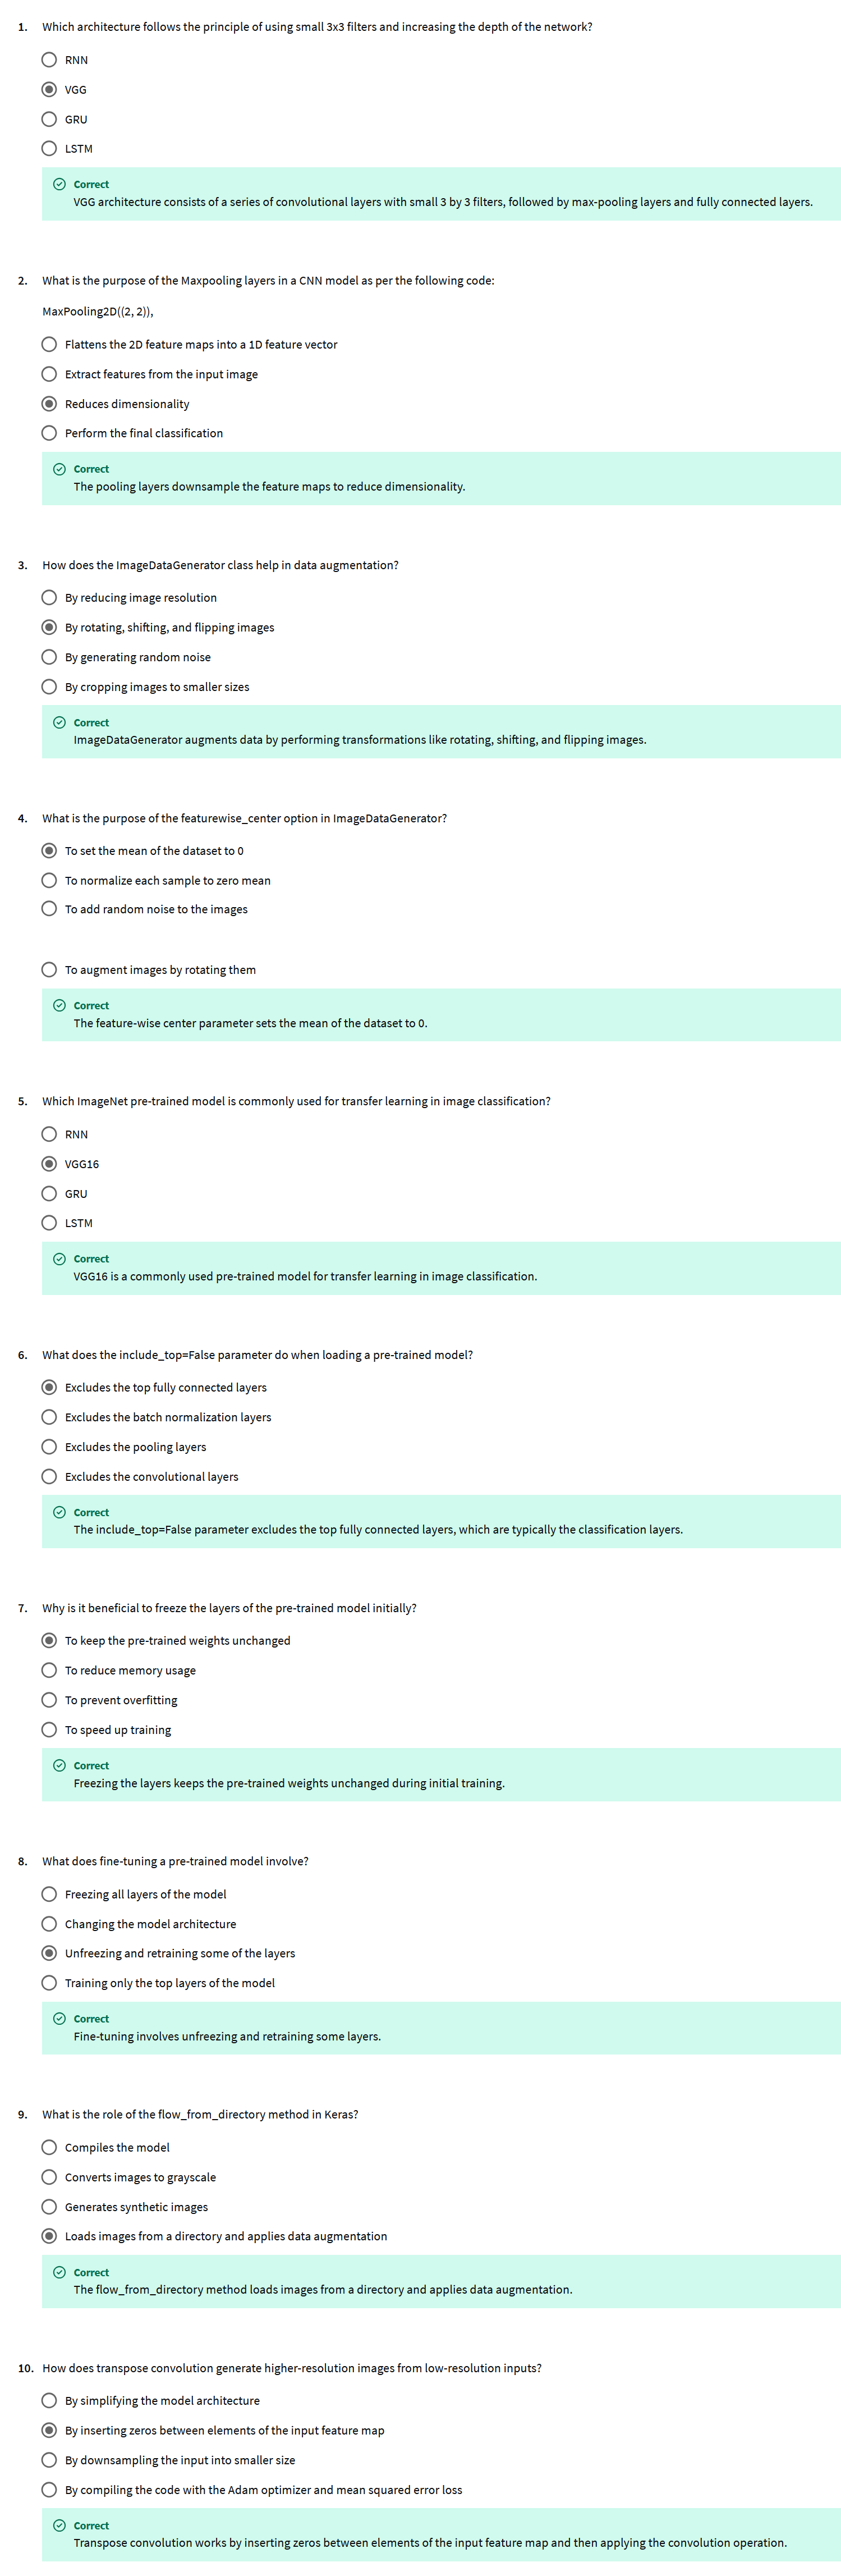 1. Which architecture follows the principle of using small 3x3 filters and increasing the depth of the network?
RNN
VGG
GRU
LSTM
Correct
VGG architecture consists of a series of convolutional layers with small 3 by 3 filters, followed by max-pooling layers and fully connected layers.
2. What is the purpose of the Maxpooling layers in a CNN model as per the following code:
MaxPooling2D((2, 2)),
Flattens the 2D feature maps into a 1D feature vector
Extract features from the input image
Reduces dimensionality
Perform the final classification
Correct
The pooling layers downsample the feature maps to reduce dimensionality.
3. How does the ImageDataGenerator class help in data augmentation?
By reducing image resolution
By rotating, shifting, and flipping images
By generating random noise
By cropping images to smaller sizes
Correct
ImageDataGenerator augments data by performing transformations like rotating, shifting, and flipping images.
4. What is the purpose of the featurewise_center option in ImageDataGenerator?
To set the mean of the dataset to 0
To normalize each sample to zero mean
To add random noise to the images
To augment images by rotating them
Correct
The feature-wise center parameter sets the mean of the dataset to 0.
5. Which ImageNet pre-trained model is commonly used for transfer learning in image classification?
RNN
VGG16
GRU
LSTM
Correct
VGG16 is a commonly used pre-trained model for transfer learning in image classification.
6. What does the include_top=False parameter do when loading a pre-trained model?
Excludes the top fully connected layers
Excludes the batch normalization layers
Excludes the pooling layers
Excludes the convolutional layers
Correct
The include_top=False parameter excludes the top fully connected layers, which are typically the classification layers.
7. Why is it beneficial to freeze the layers of the pre-trained model initially?
To keep the pre-trained weights unchanged
To reduce memory usage
To prevent overfitting
To speed up training
Correct
Freezing the layers keeps the pre-trained weights unchanged during initial training.
8. What does fine-tuning a pre-trained model involve?
Freezing all layers of the model
Changing the model architecture
Unfreezing and retraining some of the layers
Training only the top layers of the model
Correct
Fine-tuning involves unfreezing and retraining some layers.
9. What is the role of the flow_from_directory method in Keras?
Compiles the model
Converts images to grayscale
Generates synthetic images
Loads images from a directory and applies data augmentation
Correct
The flow_from_directory method loads images from a directory and applies data augmentation.
10. How does transpose convolution generate higher-resolution images from low-resolution inputs?
By simplifying the model architecture
By inserting zeros between elements of the input feature map
By downsampling the input into smaller size
By compiling the code with the Adam optimizer and mean squared error loss
Correct
Transpose convolution works by inserting zeros between elements of the input feature map and then applying the convolution operation.